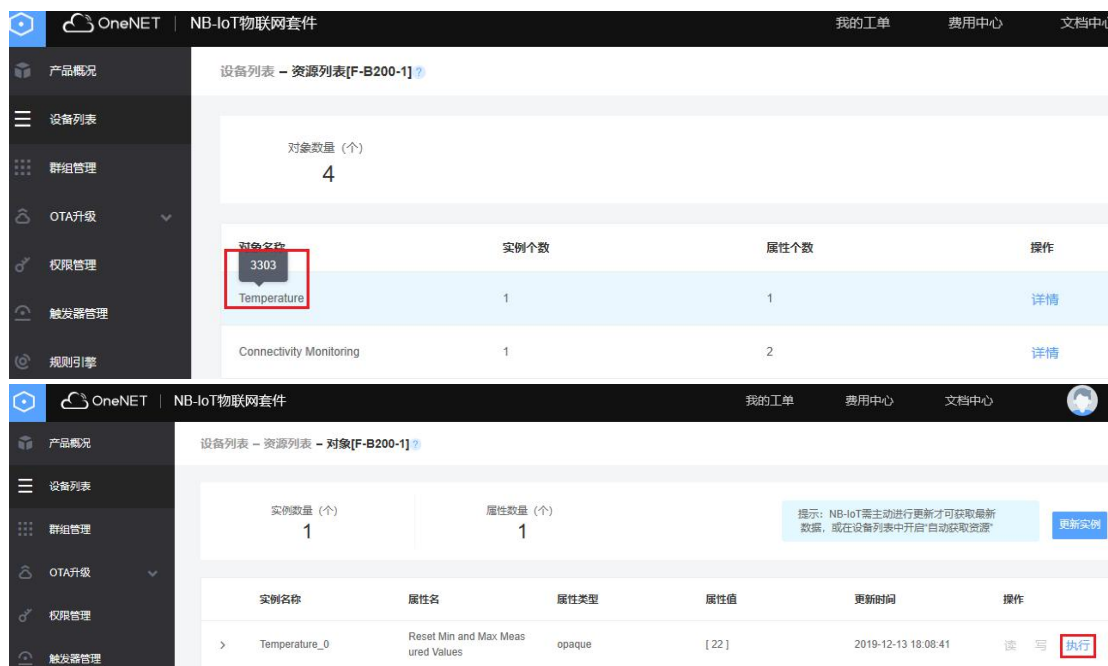 OneNET | NB-IoT物联网套件 我的工单 费用中心 文档中心
产品概况 设备列表 – 资源列表[F-B200-1] ?
设备列表
对象数量（个）
群组管理
4
OTA升级
对象名称 实例个数 属性个数 操作
权限管理
3303
Temperature 1 1 详情
触发器管理
Connectivity Monitoring 1 2 详情
规则引擎
OneNET | NB-IoT物联网套件 我的工单 费用中心 文档中心
产品概况 设备列表 – 资源列表 – 对象[F-B200-1] ?
设备列表
实例数量（个） 属性数量（个） 提示：NB-IoT需主动进行更新才可获取最新
数据，或在设备列表中开启“自动获取资源” 更新实例
群组管理 1 1
OTA升级
实例名称 属性名 属性类型 属性值 更新时间 操作
权限管理
Reset Min and Max Meas
Temperature_0 opaque [ 22 ] 2019-12-13 18:08:41 读 写 执行
ured Values
触发器管理